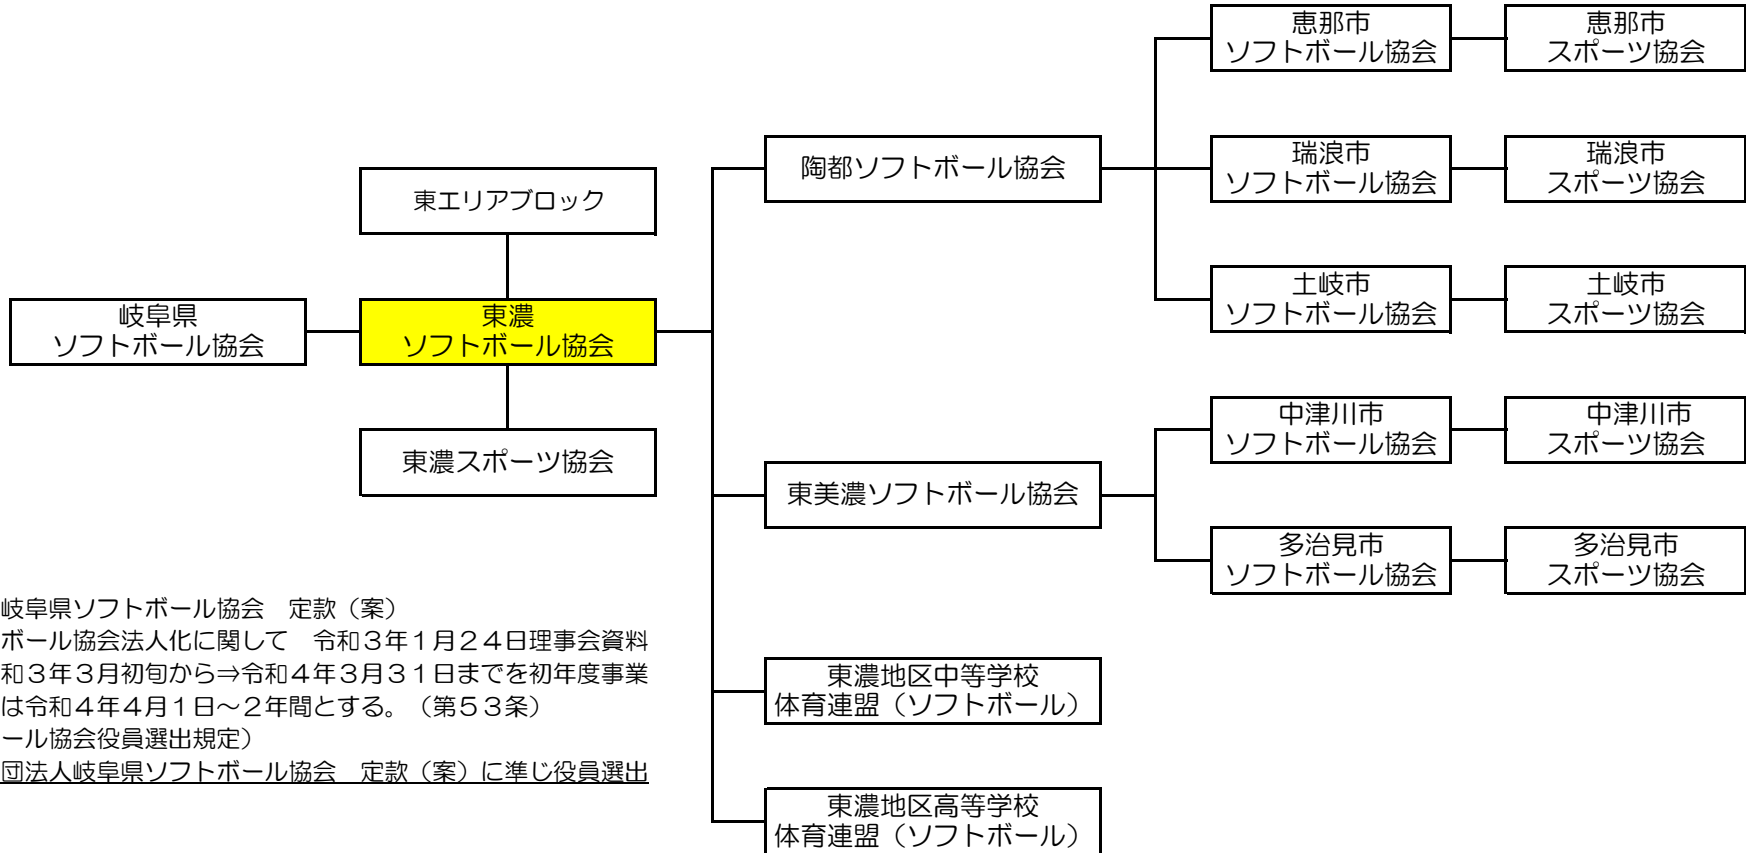 恵那市
ソフトボール協会
恵那市
スポーツ協会
陶都ソフトボール協会
瑞浪市
ソフトボール協会
瑞浪市
スポーツ協会
東エリアブロック
土岐市
ソフトボール協会
土岐市
スポーツ協会
岐阜県
ソフトボール協会
東濃
ソフトボール協会
東濃スポーツ協会
中津川市
ソフトボール協会
中津川市
スポーツ協会
東美濃ソフトボール協会
多治見市
ソフトボール協会
多治見市
スポーツ協会
岐阜県ソフトボール協会　定款（案）
ボール協会法人化に関して　令和３年１月２４日理事会資料
和３年３月初旬から⇒令和４年３月３１日までを初年度事業
は令和４年４月１日～２年間とする。（第５３条）
ール協会役員選出規定）
団法人岐阜県ソフトボール協会　定款（案）に準じ役員選出
東濃地区中等学校
体育連盟（ソフトボール）
東濃地区高等学校
体育連盟（ソフトボール）